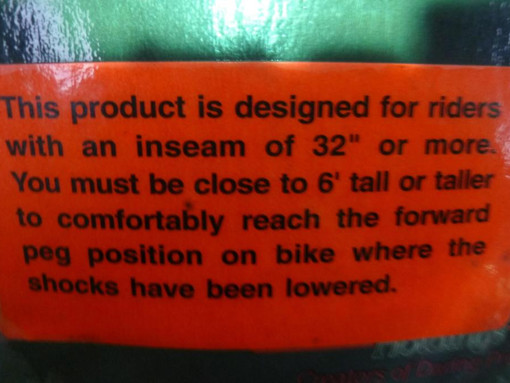 This product is designed for riders
with an inseam of 32" or more.
You must be close to 6' tall or taller
to comfortably reach the forward
peg position on bike where the
shocks have been lowered.